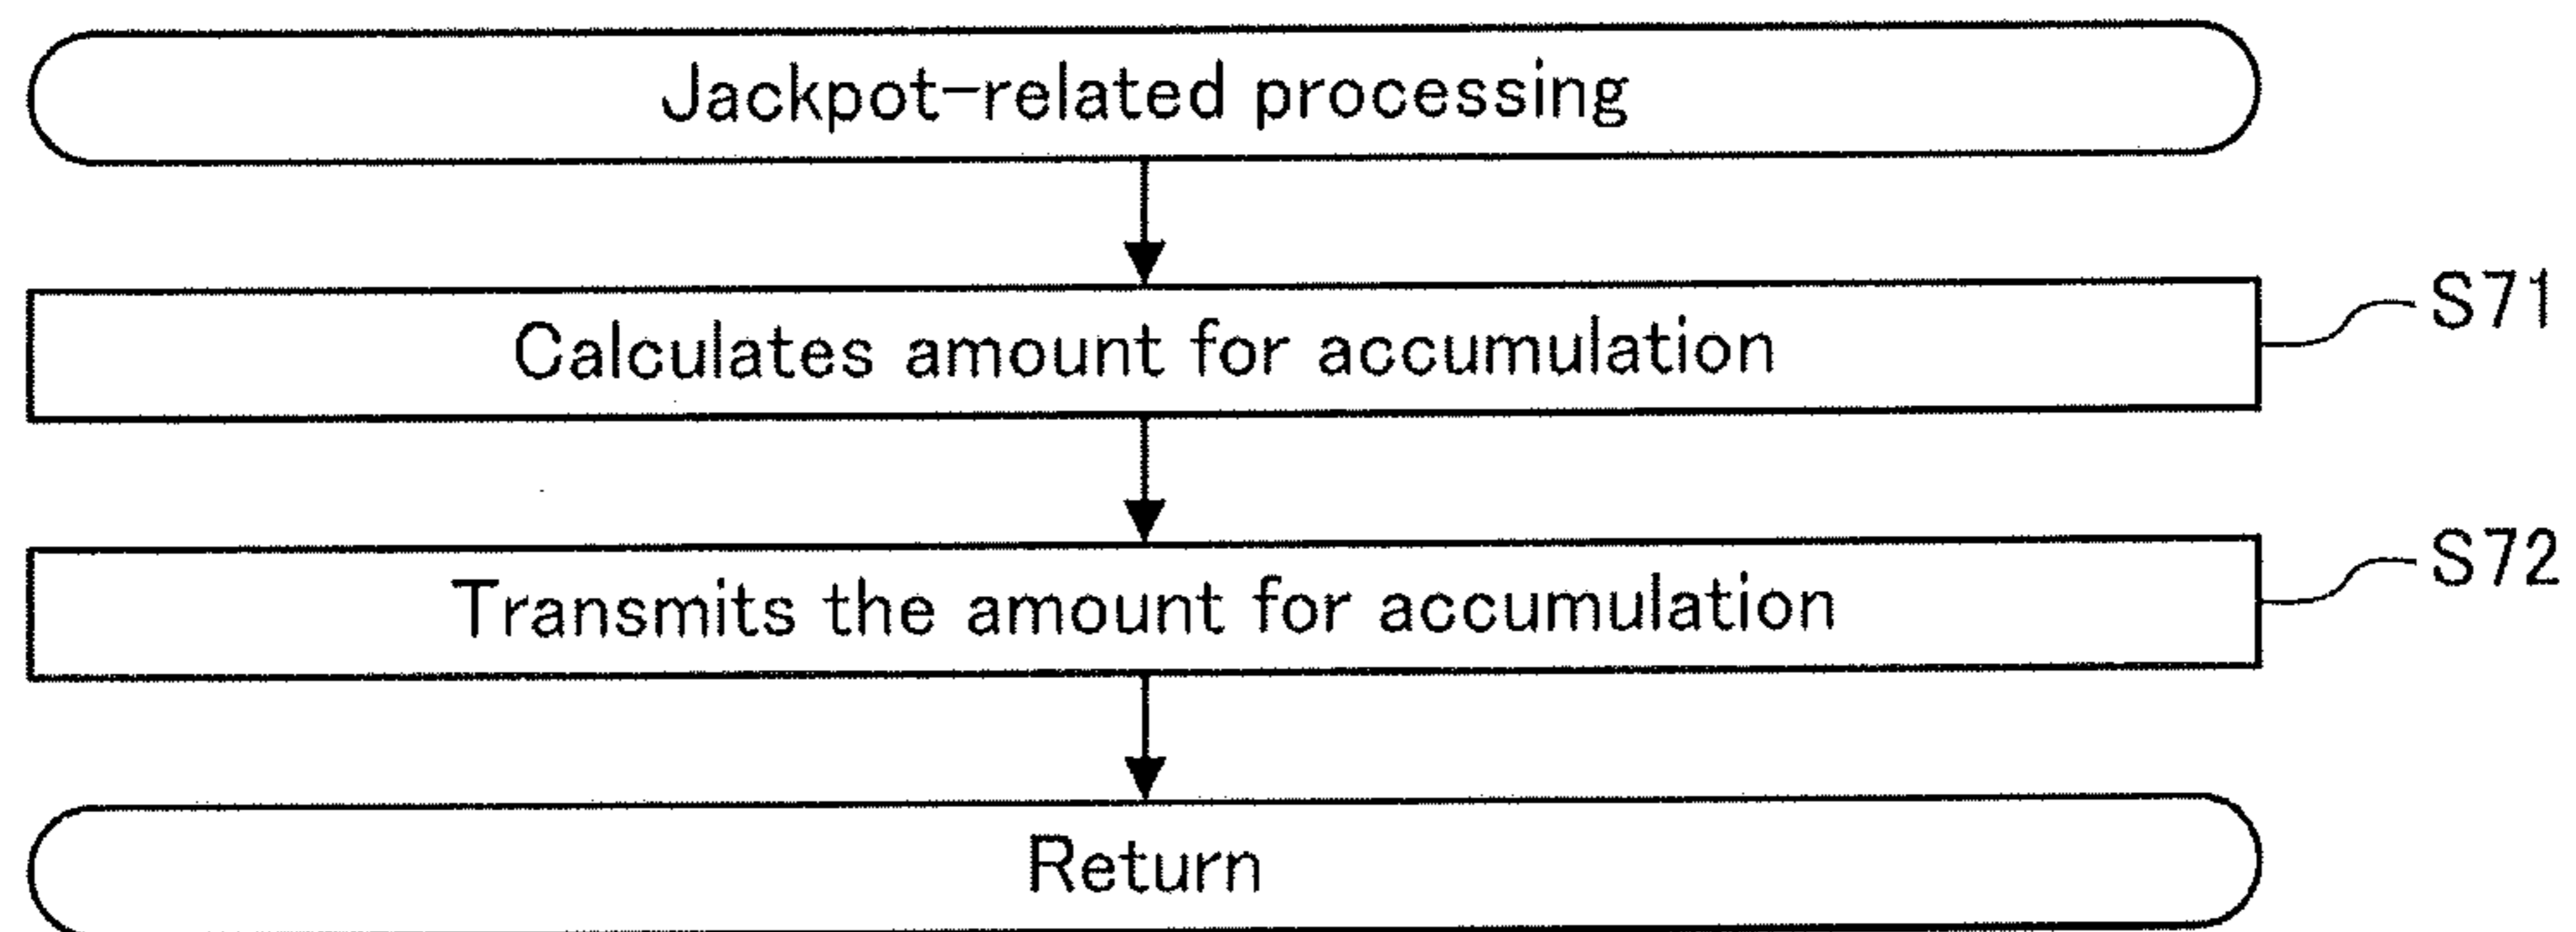 Jackpot-related processing
Calculates amount for accumulation
S71
Transmits the amount for accumulation
S72
Return